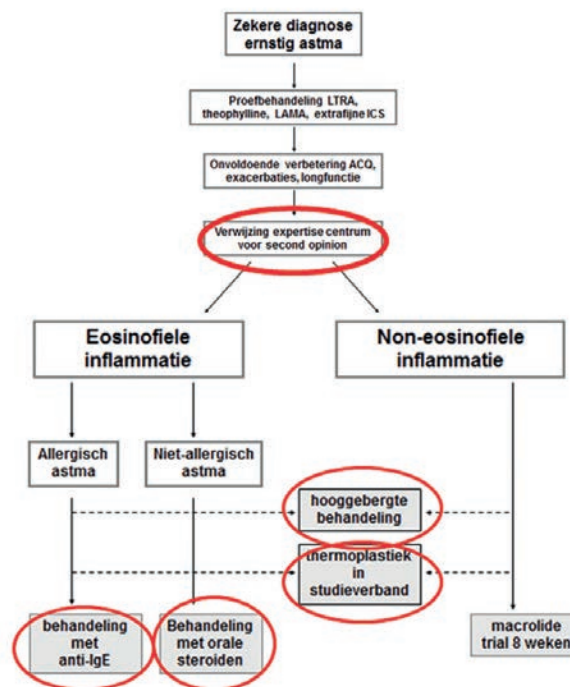 Zekere diagnose
ernstig astma
Proefbehandeling LTRA,
theophylline, LAMA, extrafijne ICS
Onvoldoende verbetering ACQ,
exacerbaties, longfunctie
Verwijzing expertise centrum
voor second opinion
Eosinofiele
inflammatie
Non-eosinofiele
inflammatie
Allergisch
astma
Niet-allergisch
astma
hooggebergte
behandeling
thermoplastiek
in
studieverband
behandeling
met
anti-IgE
Behandeling
met orale
steroiden
macrolide
trial 8 weken